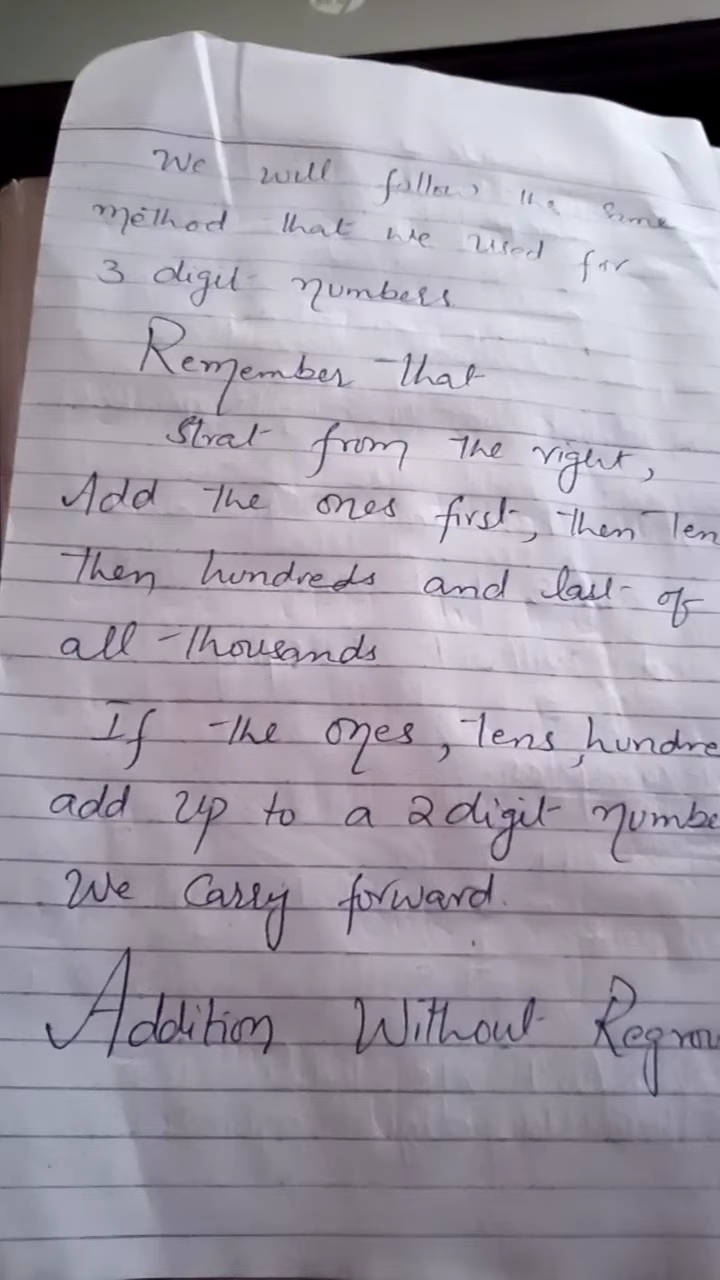 We will follow the same
method that we used for
3 digit numbers
Remember that
Strat from the right,
Add the ones first, then Ten
Then hundreds and last of
all Thousands
If the ones, tens, hundre
add up to a 2 digit numbe
We Carry forward.
Addition Without Regrou